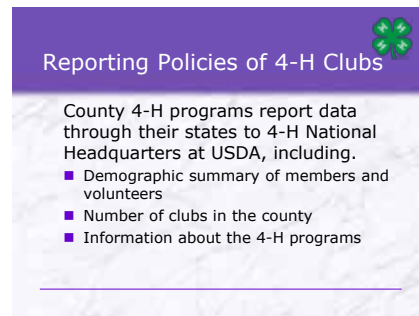 Reporting Policies of 4-H Clubs
County 4-H programs report data
through their states to 4-H National
Headquarters at USDA, including.
■ Demographic summary of members and
volunteers
■ Number of clubs in the county
■ Information about the 4-H programs